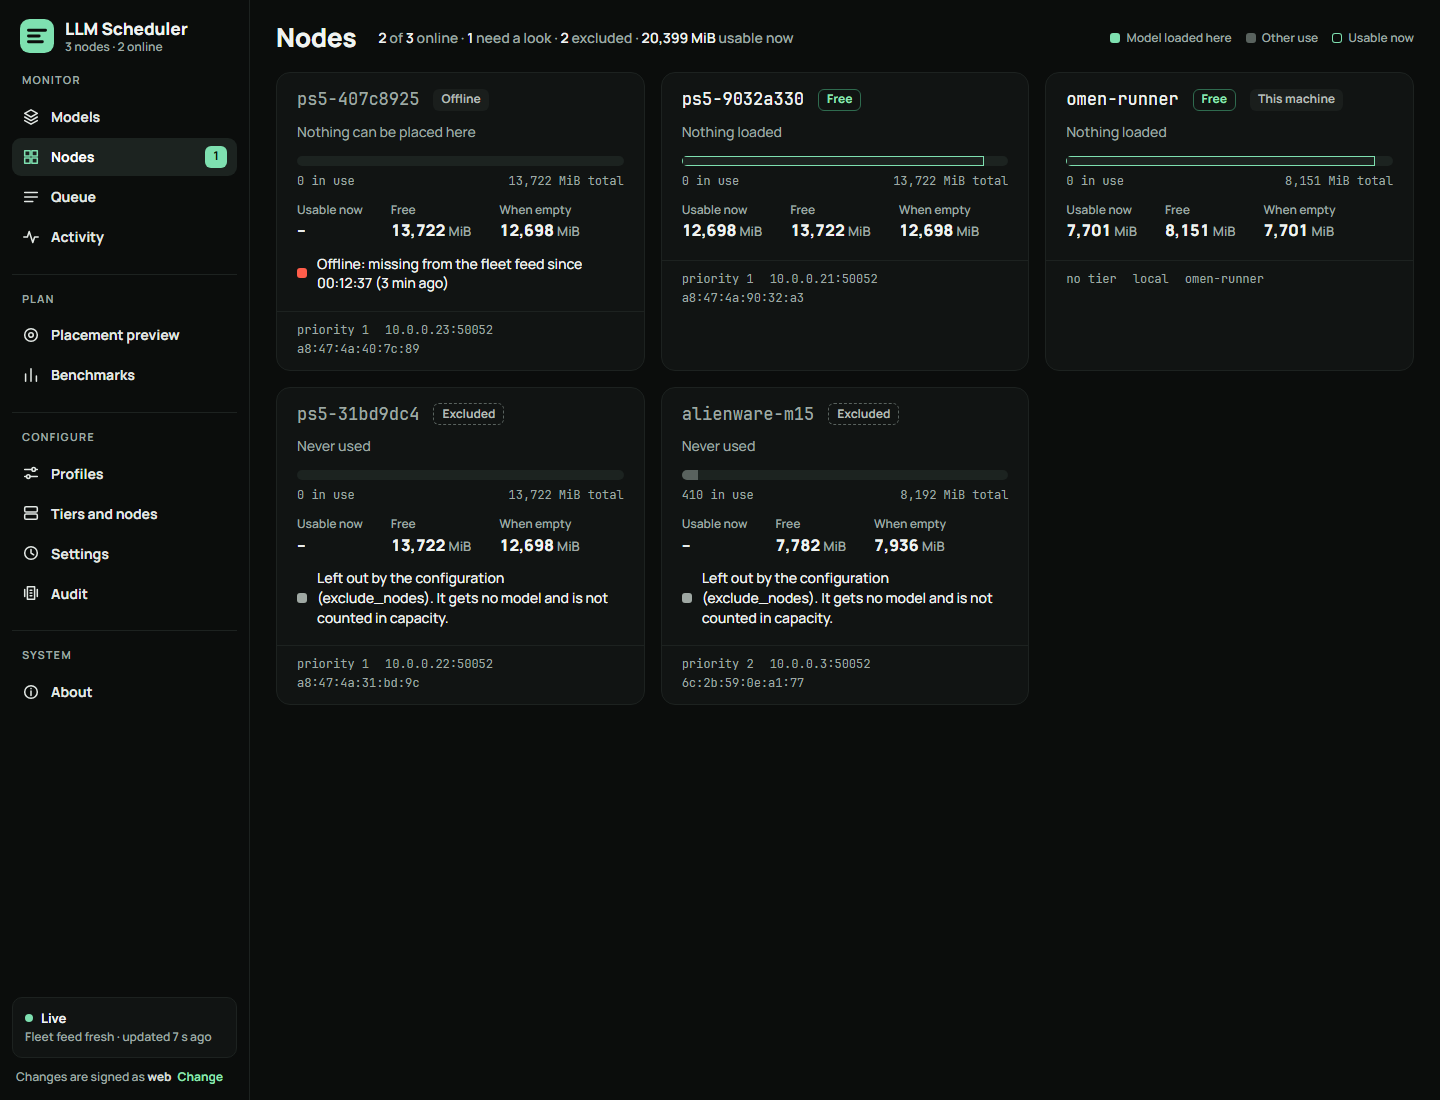 LLM Scheduler
3 nodes · 2 online
MONITOR
Models
Nodes 1
Queue
Activity
PLAN
Placement preview
Benchmarks
CONFIGURE
Profiles
Tiers and nodes
Settings
Audit
SYSTEM
About
Live
Fleet feed fresh · updated 7 s ago
Changes are signed as web Change
Nodes 2 of 3 online · 1 need a look · 2 excluded · 20,399 MiB usable now
Model loaded here Other use Usable now
ps5-407c8925 Offline
Nothing can be placed here
0 in use 13,722 MiB total
Usable now Free When empty
– 13,722 MiB 12,698 MiB
Offline: missing from the fleet feed since
00:12:37 (3 min ago)
priority 1 10.0.0.23:50052
a8:47:4a:40:7c:89
ps5-9032a330 Free
Nothing loaded
0 in use 13,722 MiB total
Usable now Free When empty
12,698 MiB 13,722 MiB 12,698 MiB
priority 1 10.0.0.21:50052
a8:47:4a:90:32:a3
omen-runner Free This machine
Nothing loaded
0 in use 8,151 MiB total
Usable now Free When empty
7,701 MiB 8,151 MiB 7,701 MiB
no tier local omen-runner
ps5-31bd9dc4 Excluded
Never used
0 in use 13,722 MiB total
Usable now Free When empty
– 13,722 MiB 12,698 MiB
Left out by the configuration
(exclude_nodes). It gets no model and is not
counted in capacity.
priority 1 10.0.0.22:50052
a8:47:4a:31:bd:9c
alienware-m15 Excluded
Never used
410 in use 8,192 MiB total
Usable now Free When empty
– 7,782 MiB 7,936 MiB
Left out by the configuration
(exclude_nodes). It gets no model and is not
counted in capacity.
priority 2 10.0.0.3:50052
6c:2b:59:0e:a1:77